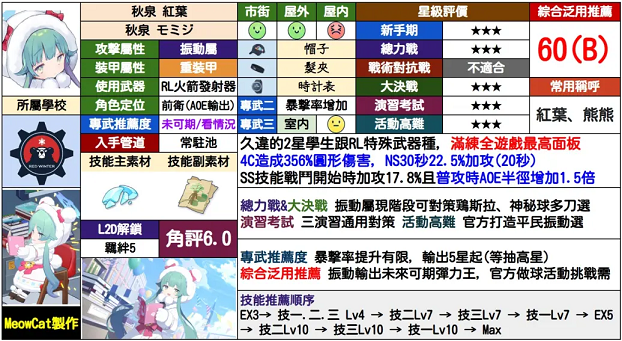 秋泉 紅葉
市街 屋外 屋內
星級評價
綜合泛用推薦
秋泉 モミジ
新手期 ★★★
60(B)
攻擊屬性 振動屬
帽子
總力戰 ★★★
裝甲屬性 重裝甲
髮夾
戰術對抗戰 不適合
使用武器 RL火箭發射器
時計表
大決戰 ★★★
常用稱呼
所屬學校
角色定位 前衛(AOE輸出)
專武二 暴擊率增加
演習考試 ★★★
紅葉、熊熊
專武推薦度 未可期/看情況
專武三 室內
活動高難 ★★★
RED WINTER
入手管道 常駐池
久違的2星學生跟RL特殊武器種，滿練全遊戲最高面板
技能主素材 技能副素材
4C造成356%圓形傷害，NS30秒22.5%加攻(20秒)
SS技能戰鬥開始時加攻17.8%且普攻時AOE半徑增加1.5倍
總力戰&大決戰 振動屬現階段可對策鶏斯拉、神秘球多刀選
演習考試 三演習通用對策 活動高難 官方打造平民振動選
L2D解鎖
羈絆5
角評6.0
專武推薦度 暴擊率提升有限，輸出5星起(等抽高星)
綜合泛用推薦 振動輸出未來可期彈力王，官方做球活動挑戰需
技能推薦順序
EX3→ 技一.二.三 Lv4 → 技二Lv7 → 技三Lv7 → 技一Lv7 → EX5
→ 技二Lv10 → 技三Lv10 → 技一Lv10 → Max
MeowCat製作